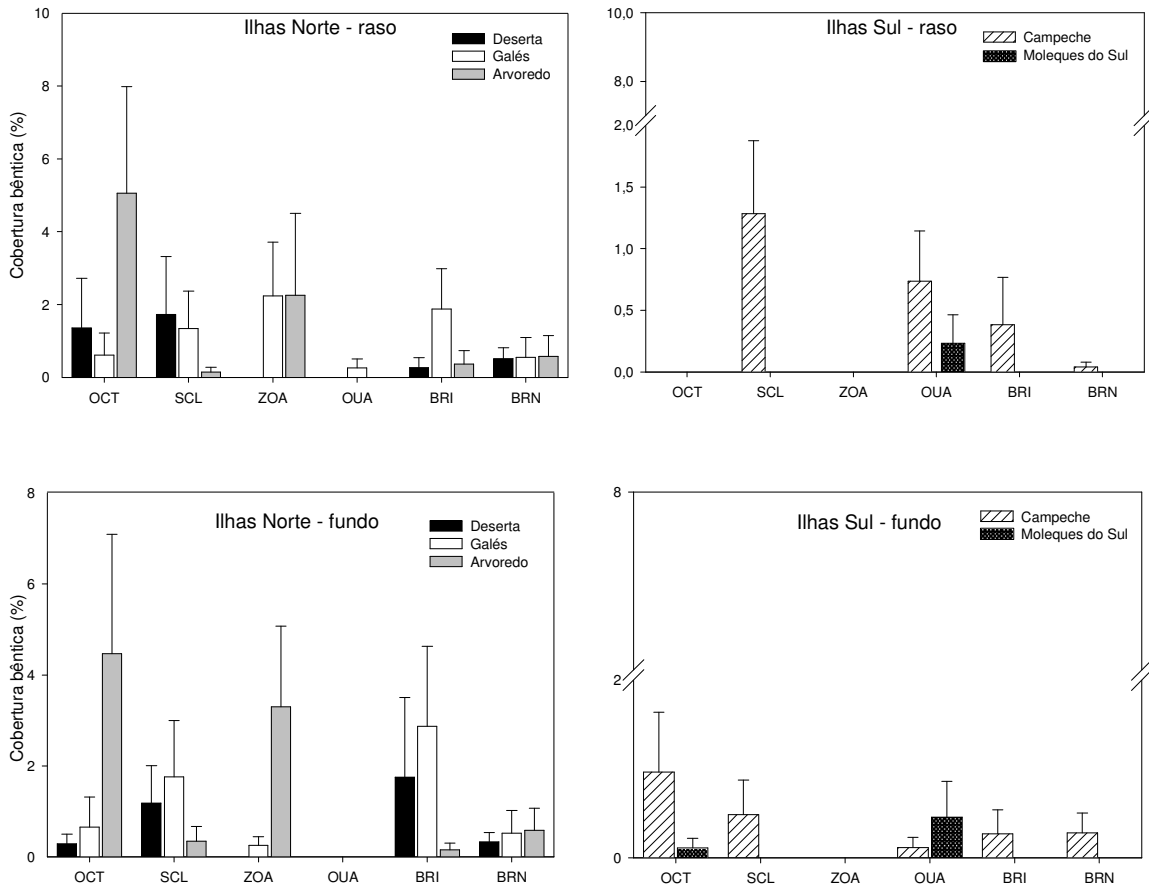 Ilhas Norte - raso
Deserta
Galés
Arvoredo
Cobertura bêntica (%)
10
8
6
4
2
0
OCT SCL ZOA OUA BRI BRN
Ilhas Sul - raso
Campeche
Moleques do Sul
10,0
8,0
2,0
1,5
1,0
0,5
0,0
OCT SCL ZOA OUA BRI BRN
Ilhas Norte - fundo
Deserta
Galés
Arvoredo
Cobertura bêntica (%)
8
6
4
2
0
OCT SCL ZOA OUA BRI BRN
Ilhas Sul - fundo
Campeche
Moleques do Sul
8
2
0
OCT SCL ZOA OUA BRI BRN